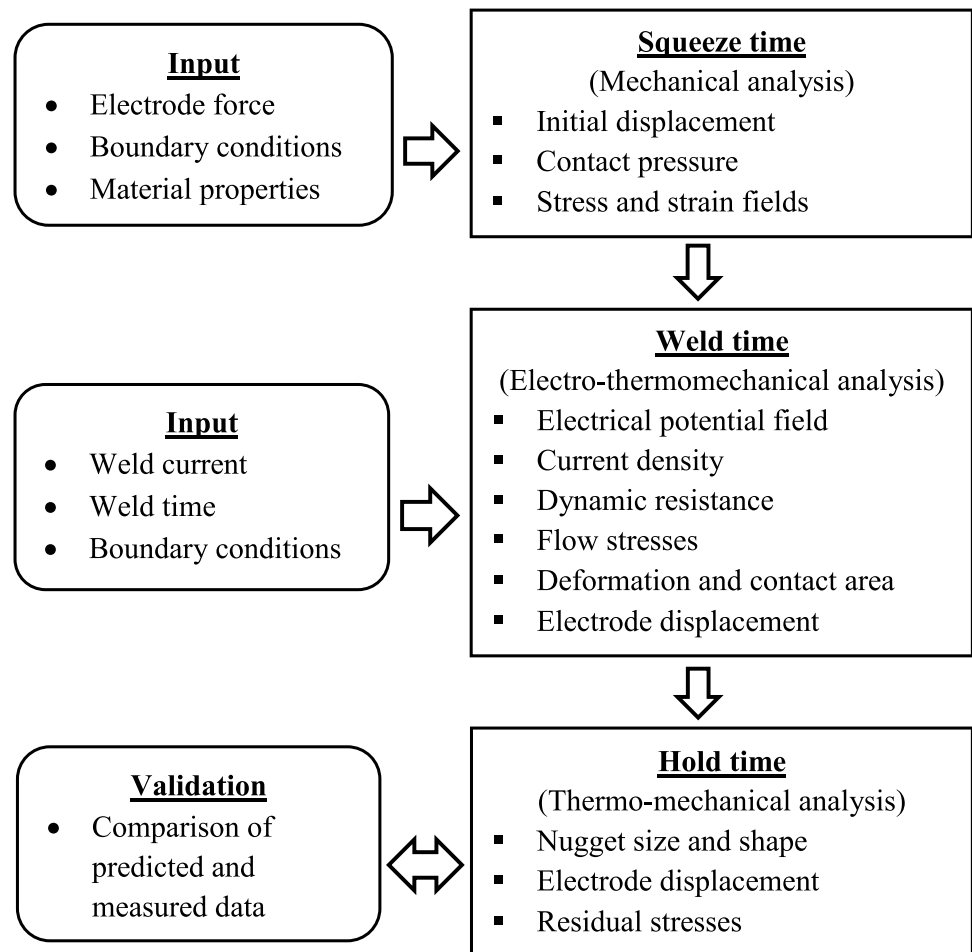 Input
• Electrode force
• Boundary conditions
• Material properties
Squeeze time
(Mechanical analysis)
▪ Initial displacement
▪ Contact pressure
▪ Stress and strain fields
Input
• Weld current
• Weld time
• Boundary conditions
Weld time
(Electro-thermomechanical analysis)
▪ Electrical potential field
▪ Current density
▪ Dynamic resistance
▪ Flow stresses
▪ Deformation and contact area
▪ Electrode displacement
Validation
• Comparison of
predicted and
measured data
Hold time
(Thermo-mechanical analysis)
▪ Nugget size and shape
▪ Electrode displacement
▪ Residual stresses